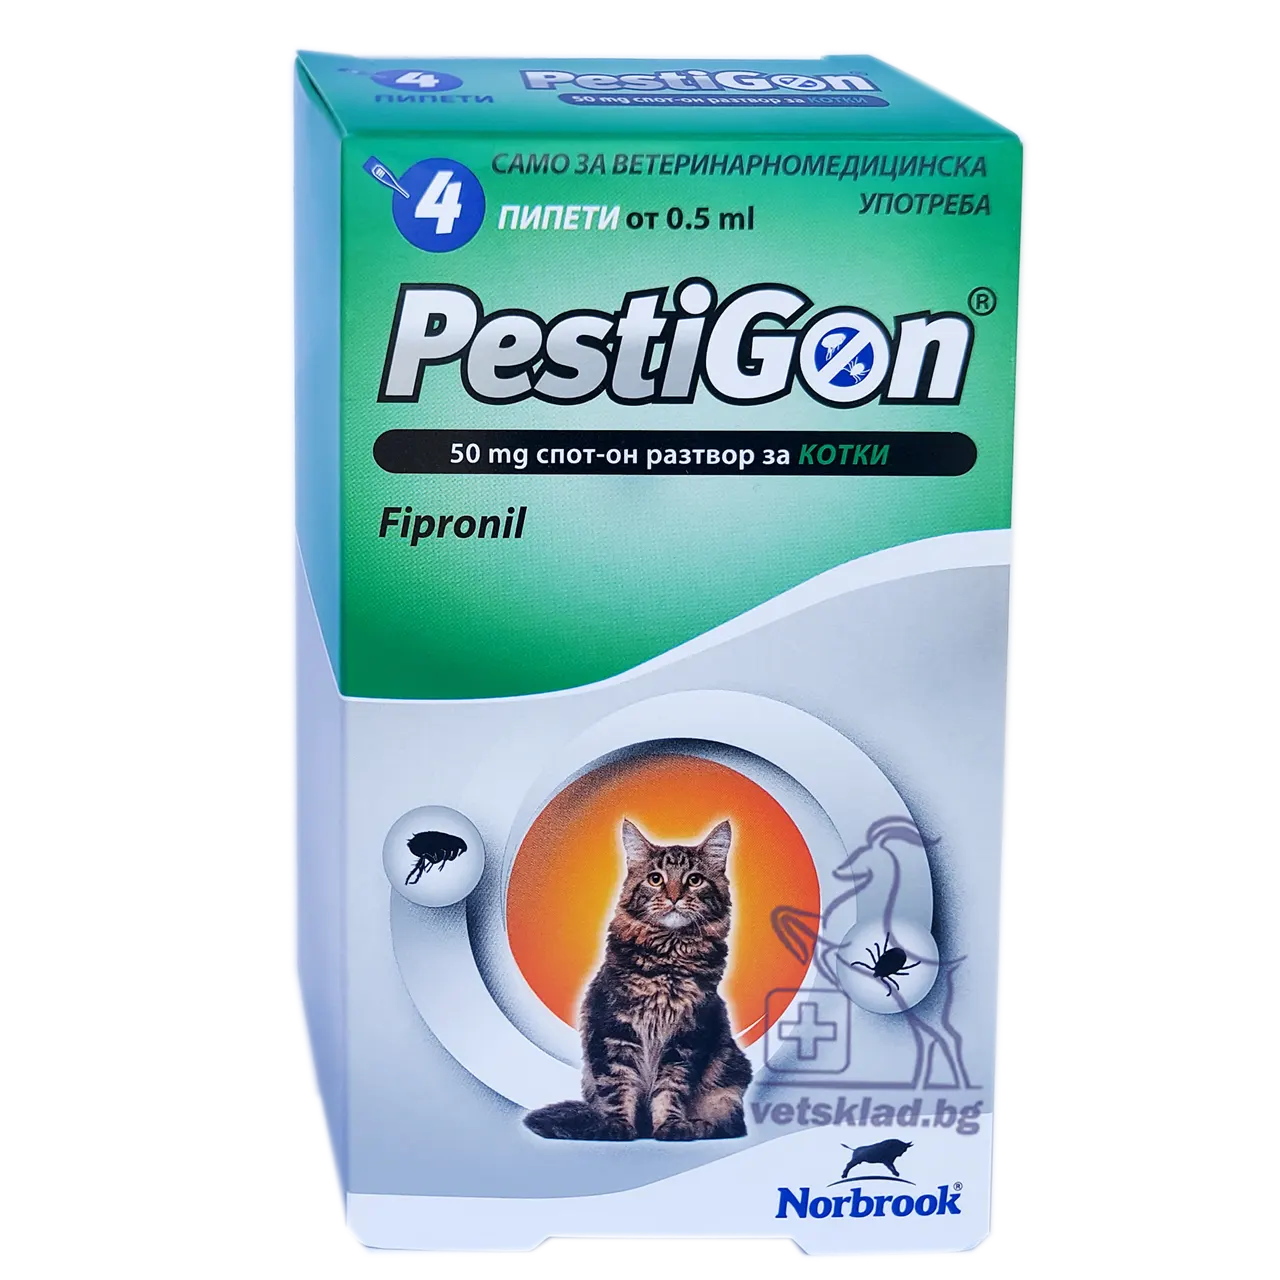 4 PestiGon®
ПИПЕТИ 50 mg спот-он разтвор за КОТКИ
САМО ЗА ВЕТЕРИНАРНОМЕДИЦИНСКА
УПОТРЕБА
4 ПИПЕТИ от 0.5 ml
PestiGon®
50 mg спот-он разтвор за КОТКИ
Fipronil
vetsklad.bg
Norbrook®